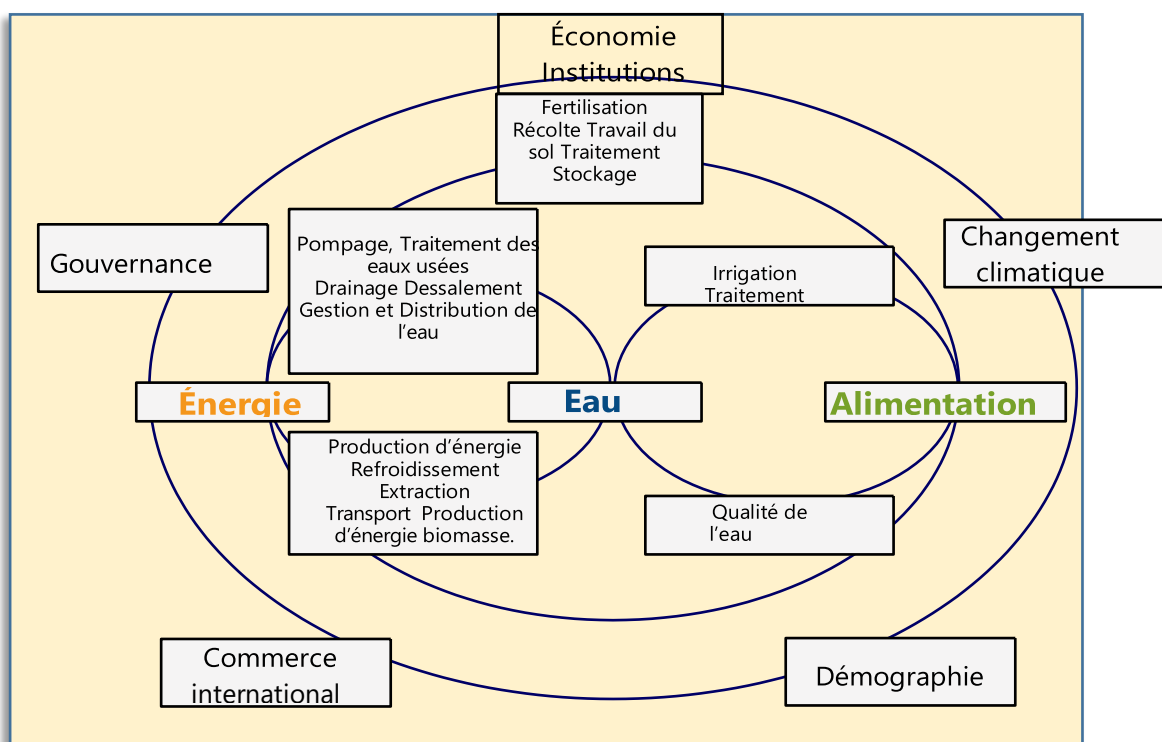 Économie
Institutions
Fertilisation
Récolte Travail du
sol Traitement
Stockage
Gouvernance
Pompage, Traitement des
eaux usées
Drainage Dessalement
Gestion et Distribution de
l’eau
Irrigation
Traitement
Changement
climatique
Énergie
Eau
Alimentation
Production d’énergie
Refroidissement
Extraction
Transport Production
d’énergie biomasse.
Qualité de
l’eau
Commerce
international
Démographie